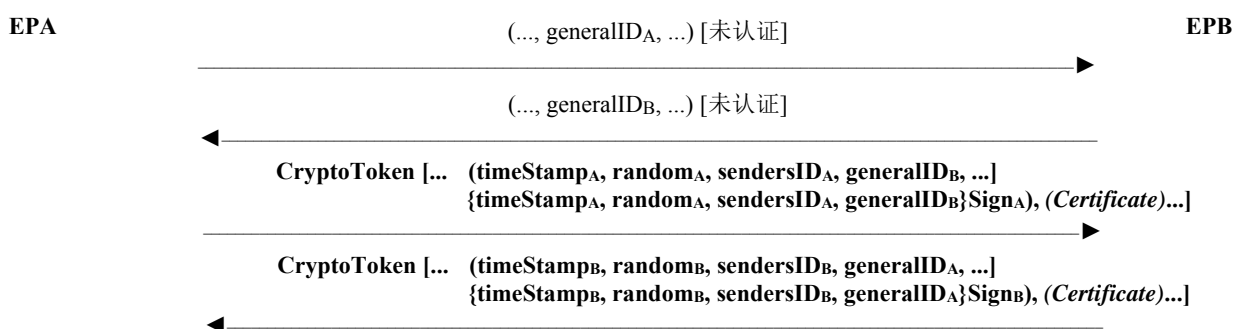 EPA (..., generalIDA, ...) [未认证] EPB
(..., generalIDB, ...) [未认证]
CryptoToken [... (timeStampA, randomA, sendersIDA, generalIDB, ...]
{timeStampA, randomA, sendersIDA, generalIDB}SignA), (Certificate)...]
CryptoToken [... (timeStampB, randomB, sendersIDB, generalIDA, ...]
{timeStampB, randomB, sendersIDB, generalIDA}SignB), (Certificate)...]